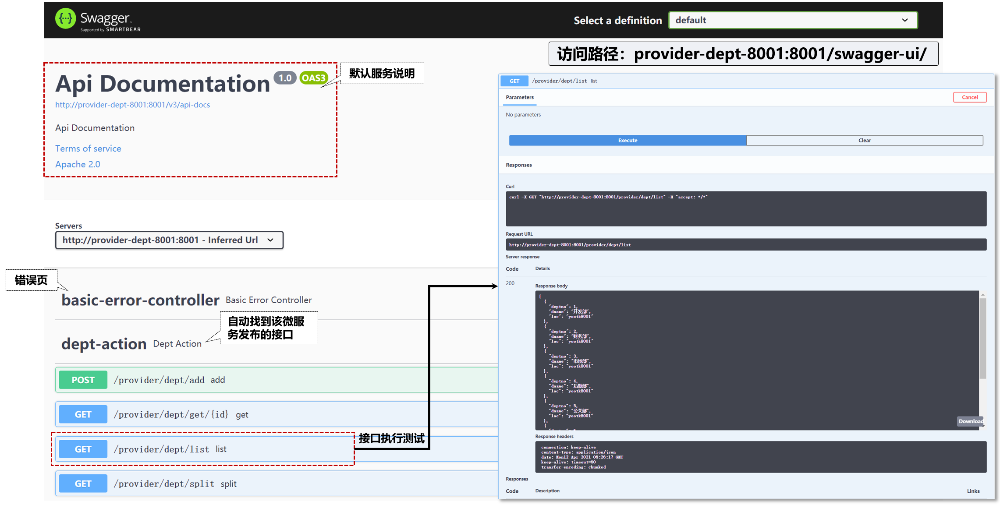 Swagger
Supported by SMARTBEAR
Select a definition
default
访问路径：provider-dept-8001:8001/swagger-ui/
Api Documentation
1.0
OAS3
默认服务说明
http://provider-dept-8001:8001/v3/api-docs
Api Documentation
Terms of service
Apache 2.0
Servers
http://provider-dept-8001:8001 - Inferred Url
错误页
basic-error-controller Basic Error Controller
自动找到该微服
务发布的接口
dept-action Dept Action
POST /provider/dept/add add
GET /provider/dept/get/{id} get
GET /provider/dept/list list
接口执行测试
GET /provider/dept/split split
GET /provider/dept/list list
Parameters
Cancel
No parameters
Execute
Clear
Responses
Curl
curl -X GET "http://provider-dept-8001:8001/provider/dept/list" -H "accept: */*"
Request URL
http://provider-dept-8001:8001/provider/dept/list
Server response
Code Details
200
Response body
[
{
"deptno": 1,
"dname": "开发部",
"loc": "yootk8001"
},
{
"deptno": 2,
"dname": "财务部",
"loc": "yootk8001"
},
{
"deptno": 3,
"dname": "市场部",
"loc": "yootk8001"
},
{
"deptno": 4,
"dname": "后勤部",
"loc": "yootk8001"
},
{
"deptno": 5,
"dname": "公关部",
"loc": "yootk8001"
},
{
Download
Response headers
connection: keep-alive
content-type: application/json
date: Mon12 Apr 2021 06:26:17 GMT
keep-alive: timeout=60
transfer-encoding: chunked
Responses
Code Description Links